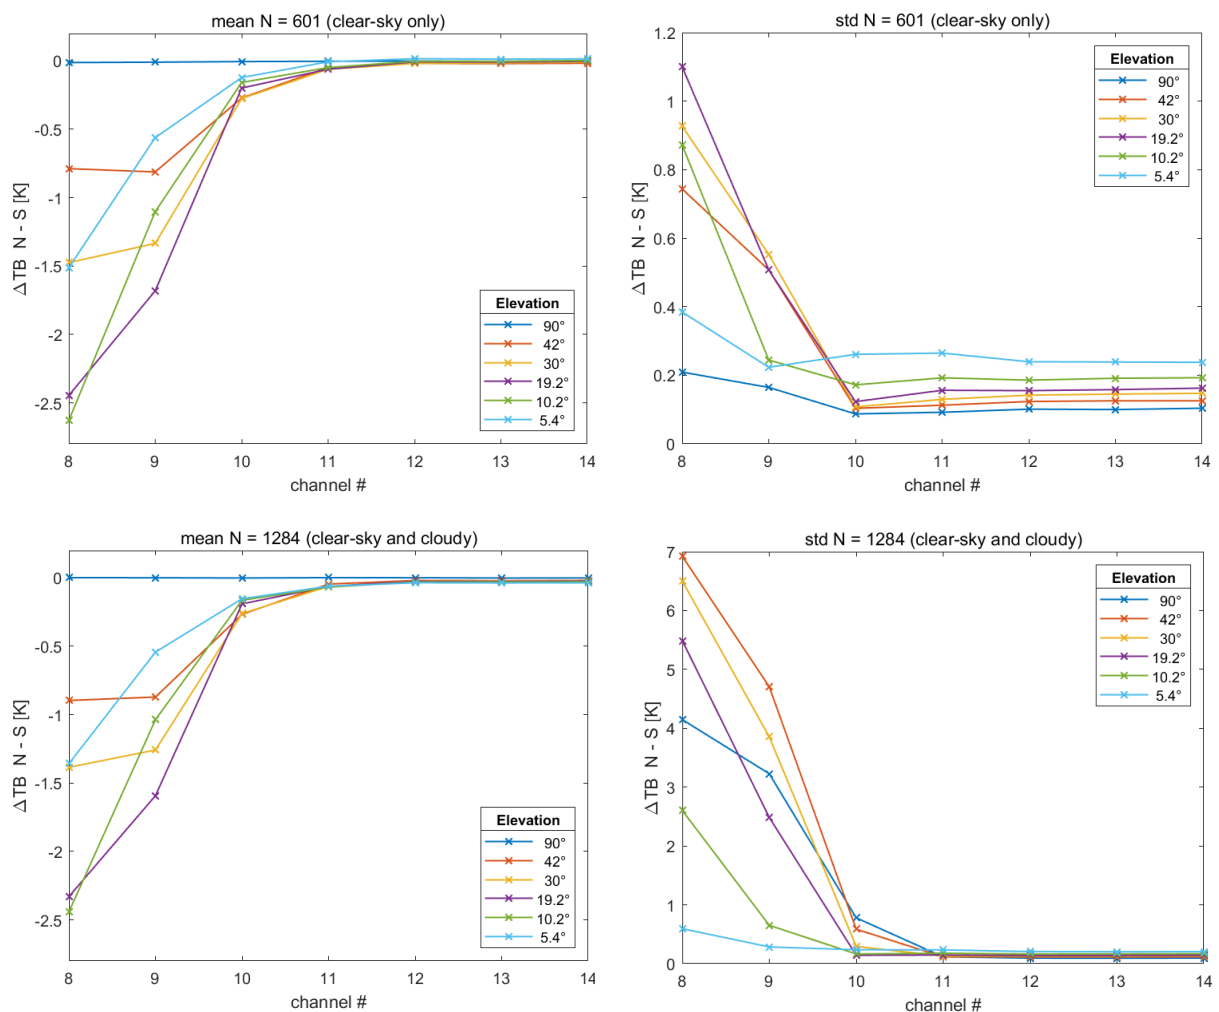 mean N = 601 (clear-sky only)
0
-0.5
-1
-1.5
-2
-2.5
ΔTB N - S [K]
8 9 10 11 12 13 14
channel #
Elevation
90°
42°
30°
19.2°
10.2°
5.4°
std N = 601 (clear-sky only)
1.2
1
0.8
0.6
0.4
0.2
0
ΔTB N - S [K]
8 9 10 11 12 13 14
channel #
Elevation
90°
42°
30°
19.2°
10.2°
5.4°
mean N = 1284 (clear-sky and cloudy)
0
-0.5
-1
-1.5
-2
-2.5
ΔTB N - S [K]
8 9 10 11 12 13 14
channel #
Elevation
90°
42°
30°
19.2°
10.2°
5.4°
std N = 1284 (clear-sky and cloudy)
7
6
5
4
3
2
1
0
ΔTB N - S [K]
8 9 10 11 12 13 14
channel #
Elevation
90°
42°
30°
19.2°
10.2°
5.4°